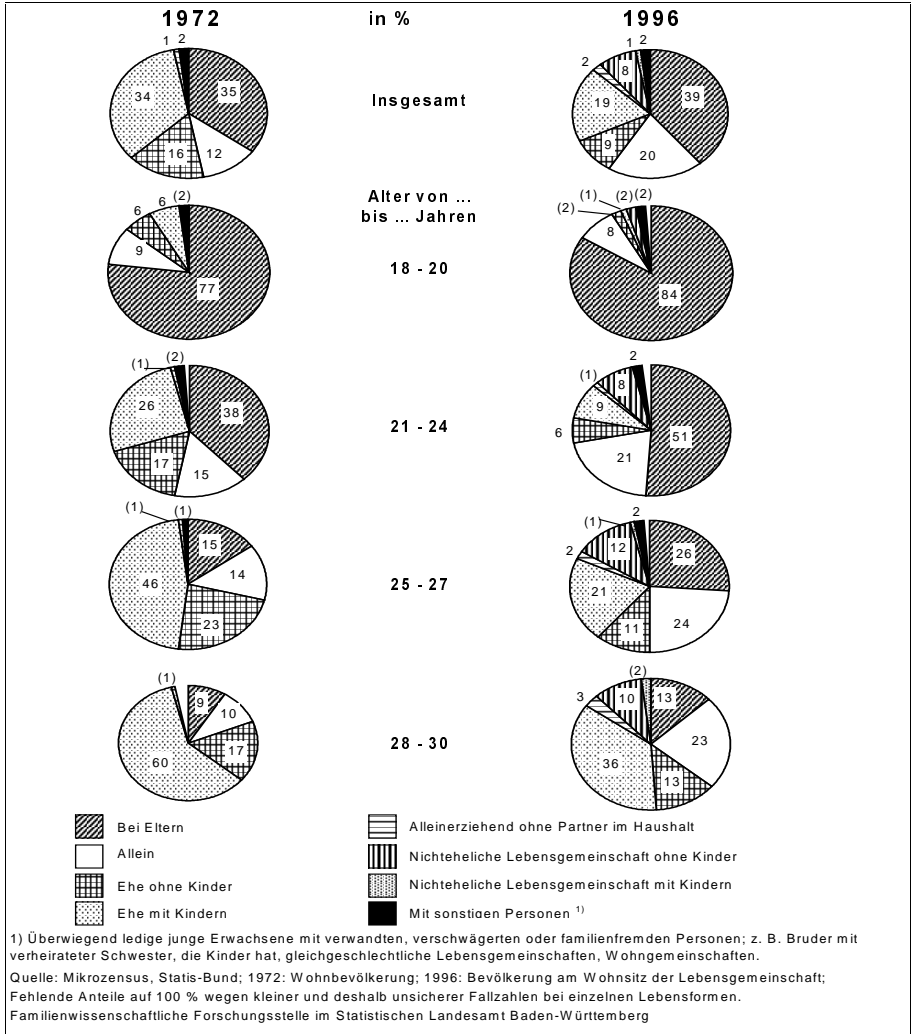 1972 in % 1996
1 2
35
12
16
34
Insgesamt
2 1 2
8
39
20
9
19
Alter von ...
bis ... Jahren
6 6 (2)
9
77
18 - 20
(2) (1) (2) (2)
8
84
(1) (2)
26
38
17
15
21 - 24
(1) 2
8
9
6
51
21
(1) (1)
15
14
46
23
25 - 27
2 (1) 2
12
26
21
11
24
(1)
9
10
17
60
28 - 30
3 (2)
10
13
23
36
13
Bei Eltern
Allein
Ehe ohne Kinder
Ehe mit Kindern
Alleinerziehend ohne Partner im Haushalt
Nichteheliche Lebensgemeinschaft ohne Kinder
Nichteheliche Lebensgemeinschaft mit Kindern
Mit sonstigen Personen 1)
1) Überwiegend ledige junge Erwachsene mit verwandten, verschwägerten oder familienfremden Personen; z. B. Bruder mit
verheirateter Schwester, die Kinder hat, gleichgeschlechtliche Lebensgemeinschaften, Wohngemeinschaften.
Quelle: Mikrozensus, Statis-Bund; 1972: Wohnbevölkerung; 1996: Bevölkerung am Wohnsitz der Lebensgemeinschaft;
Fehlende Anteile auf 100 % wegen kleiner und deshalb unsicherer Fallzahlen bei einzelnen Lebensformen.
Familienwissenschaftliche Forschungsstelle im Statistischen Landesamt Baden-Württemberg